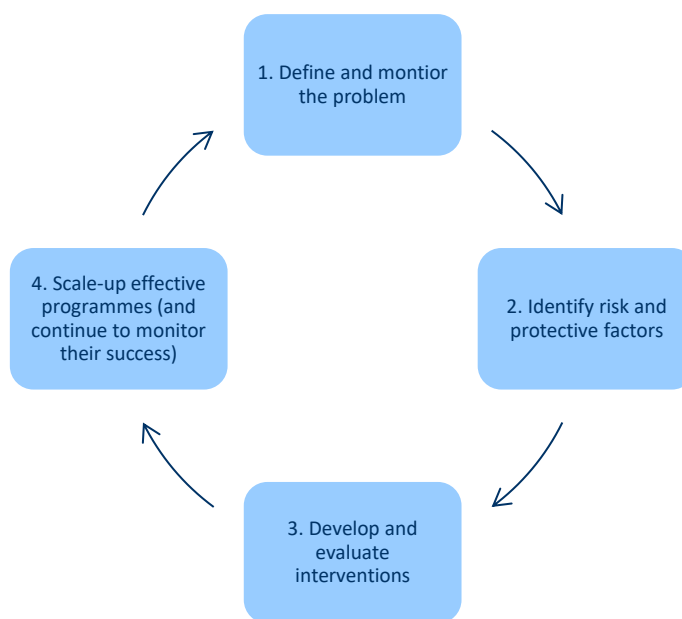 1. Define and montior
the problem
2. Identify risk and
protective factors
3. Develop and
evaluate
interventions
4. Scale-up effective
programmes (and
continue to monitor
their success)